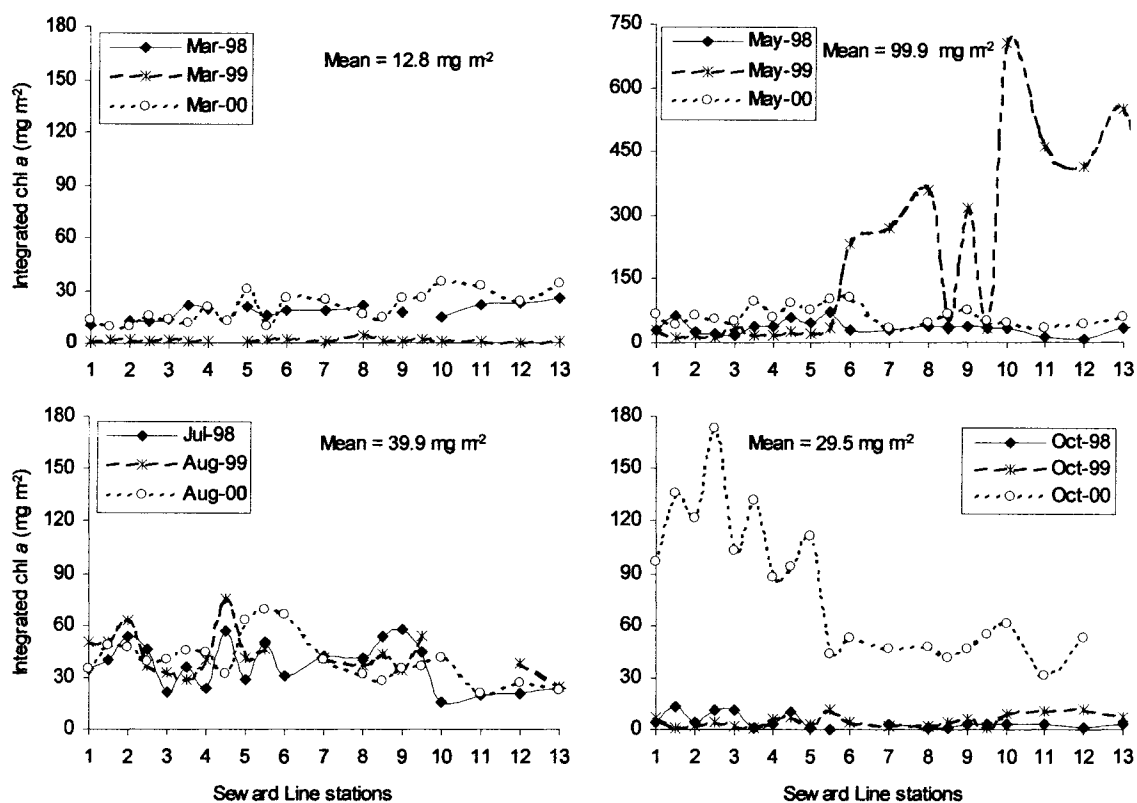 180
150
120
90
60
30
0
Integrated chl a (mg m-2)
Mar-98
Mar-99
Mar-00
Mean = 12.8 mg m-2
1 2 3 4 5 6 7 8 9 10 11 12 13
750
600
450
300
150
0
May-98
May-99
May-00
Mean = 99.9 mg m-2
1 2 3 4 5 6 7 8 9 10 11 12 13
180
150
120
90
60
30
0
Integrated chl a (mg m-2)
Jul-98
Aug-99
Aug-00
Mean = 39.9 mg m-2
1 2 3 4 5 6 7 8 9 10 11 12 13
Seward Line stations
180
150
120
90
60
30
0
Mean = 29.5 mg m-2
Oct-98
Oct-99
Oct-00
1 2 3 4 5 6 7 8 9 10 11 12 13
Seward Line stations